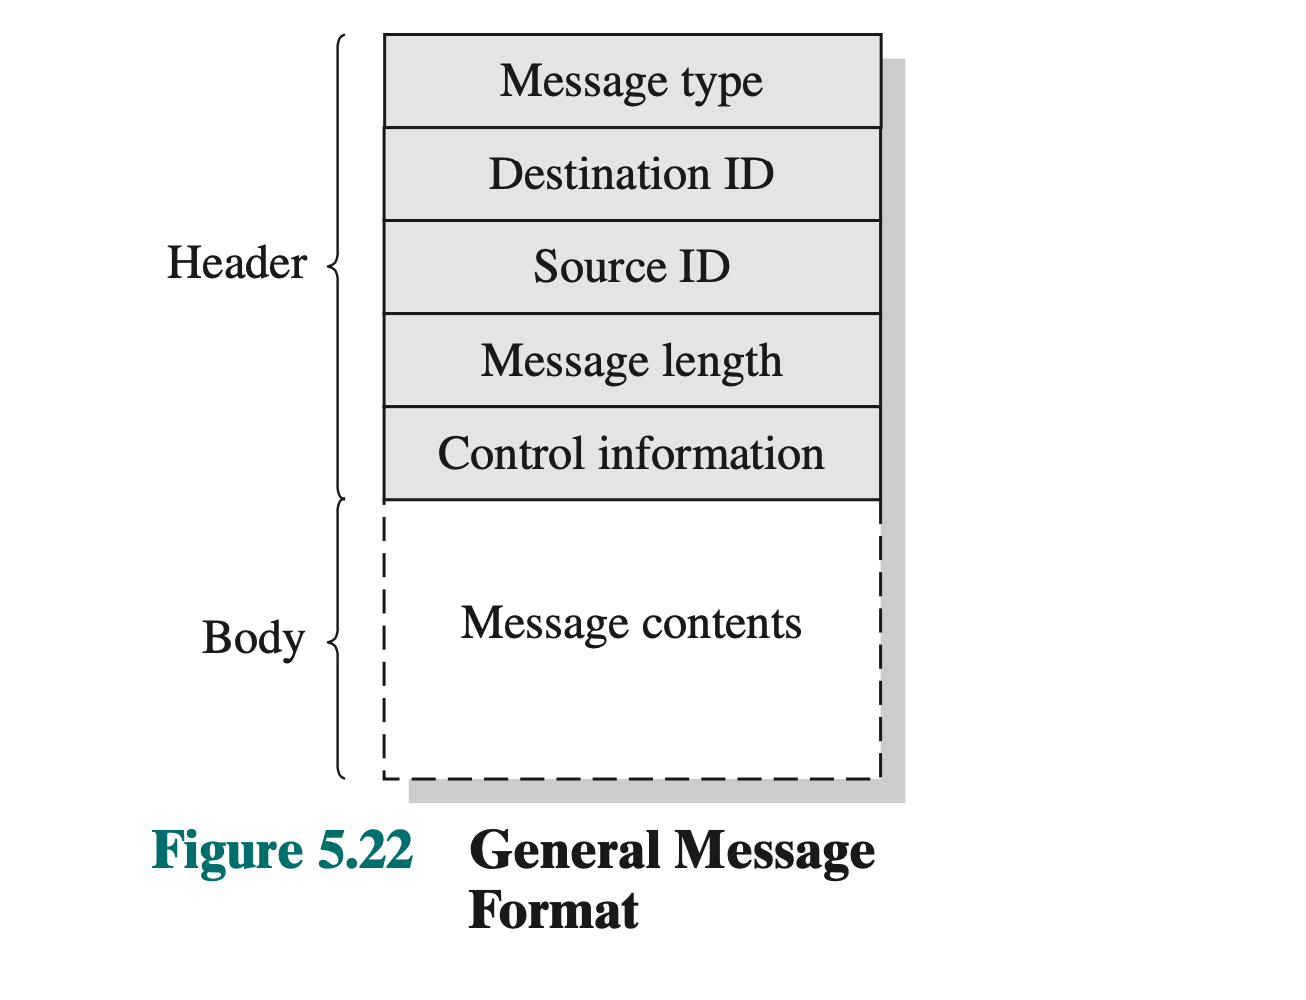 Message type
Destination ID
Source ID
Header
Message length
Control information
Message contents
Body
Figure 5.22 General Message
Format